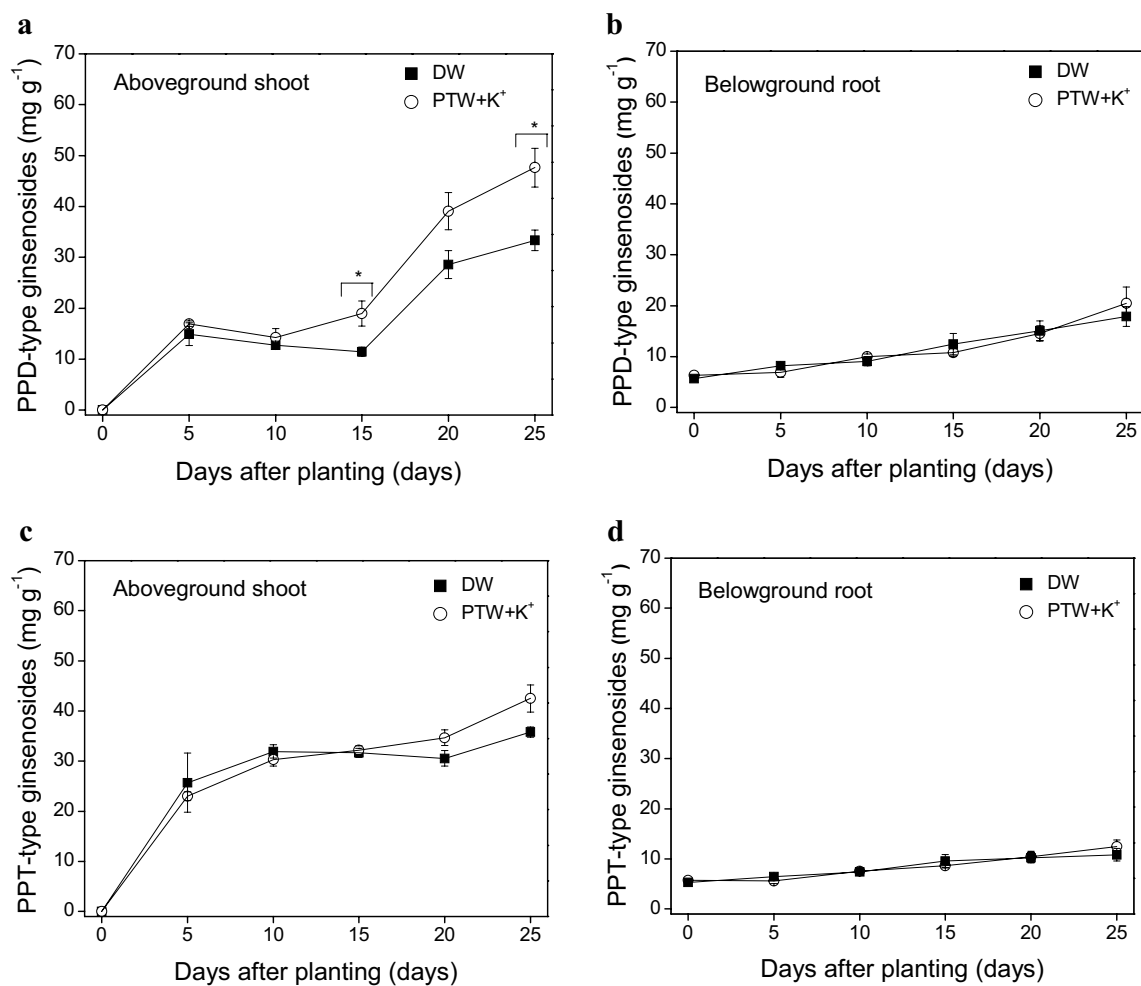 a
PPD-type ginsenosides (mg g⁻¹)
70
60
50
40
30
20
10
0
Aboveground shoot
DW
PTW+K⁺
*
*
0 5 10 15 20 25
Days after planting (days)
b
PPD-type ginsenosides (mg g⁻¹)
70
60
50
40
30
20
10
0
Belowground root
DW
PTW+K⁺
0 5 10 15 20 25
Days after planting (days)
c
PPT-type ginsenosides (mg g⁻¹)
70
60
50
40
30
20
10
0
Aboveground shoot
DW
PTW+K⁺
0 5 10 15 20 25
Days after planting (days)
d
PPT-type ginsenosides (mg g⁻¹)
70
60
50
40
30
20
10
0
Belowground root
DW
PTW+K⁺
0 5 10 15 20 25
Days after planting (days)